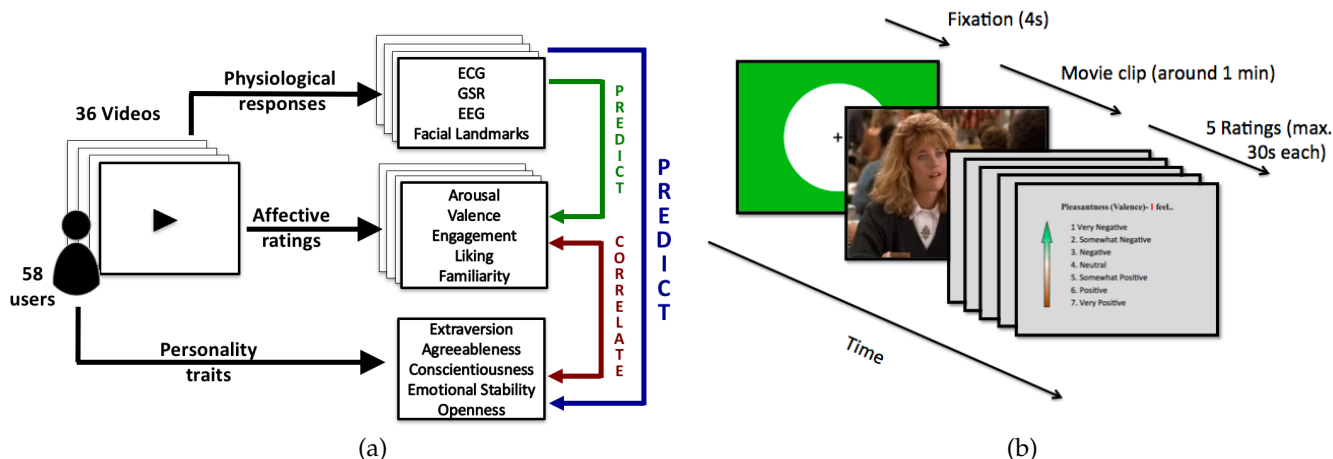 36 Videos
58
users
Physiological
responses
Affective
ratings
Personality
traits
ECG
GSR
EEG
Facial Landmarks
Arousal
Valence
Engagement
Liking
Familiarity
Extraversion
Agreeableness
Conscientiousness
Emotional Stability
Openness
PREDICT
CORRELATE
PREDICT
(a)
Fixation (4s)
Movie clip (around 1 min)
5 Ratings (max.
30s each)
+
Pleasantness (Valence)- I feel..
1 Very Negative
2. Somewhat Negative
3. Negative
4. Neutral
5. Somewhat Positive
6. Positive
7. Very Positive
Time
(b)